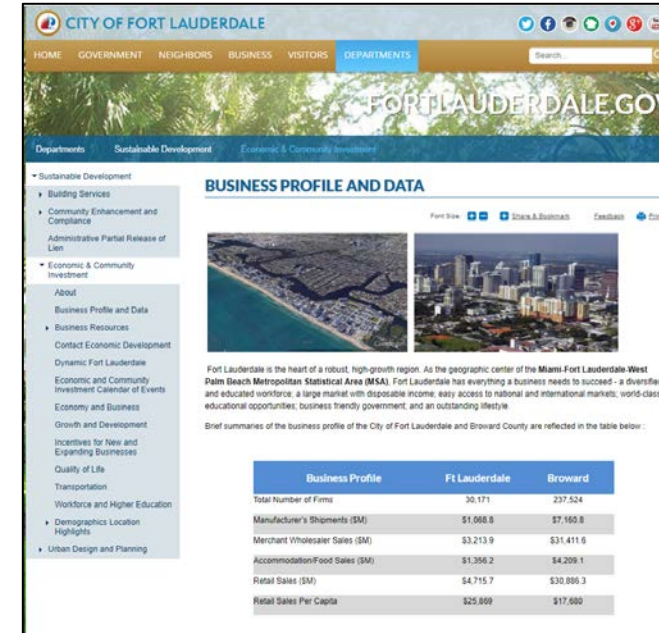 CITY OF FORT LAUDERDALE
HOME GOVERNMENT NEIGHBORS BUSINESS VISITORS DEPARTMENTS Search...
FORTLAUDERDALE.GO
Departments Sustainable Development Economic & Community Investment
Sustainable Development
Building Services
Community Enhancement and
Compliance
Administrative Partial Release of
Lien
Economic & Community
Investment
About
Business Profile and Data
Business Resources
Contact Economic Development
Dynamic Fort Lauderdale
Economic and Community
Investment Calendar of Events
Economy and Business
Growth and Development
Incentives for New and
Expanding Businesses
Quality of Life
Transportation
Workforce and Higher Education
Demographics Location
Highlights
Urban Design and Planning
BUSINESS PROFILE AND DATA
Font Size: Share & Bookmark Feedback
Fort Lauderdale is the heart of a robust, high-growth region. As the geographic center of the Miami-Fort Lauderdale-West
Palm Beach Metropolitan Statistical Area (MSA), Fort Lauderdale has everything a business needs to succeed - a diversifie
and educated workforce; a large market with disposable income; easy access to national and international markets; world-class
educational opportunities; business friendly government; and an outstanding lifestyle.
Brief summaries of the business profile of the City of Fort Lauderdale and Broward County are reflected in the table below :
Business Profile Ft Lauderdale Broward
Total Number of Firms 30,171 237,524
Manufacturer's Shipments ($M) $1,068.8 $7,160.8
Merchant Wholesaler Sales ($M) $3,213.9 $31,411.6
Accommodation/Food Sales ($M) $1,356.2 $4,209.1
Retail Sales ($M) $4,715.7 $30,886.3
Retail Sales Per Capita $25,869 $17,680